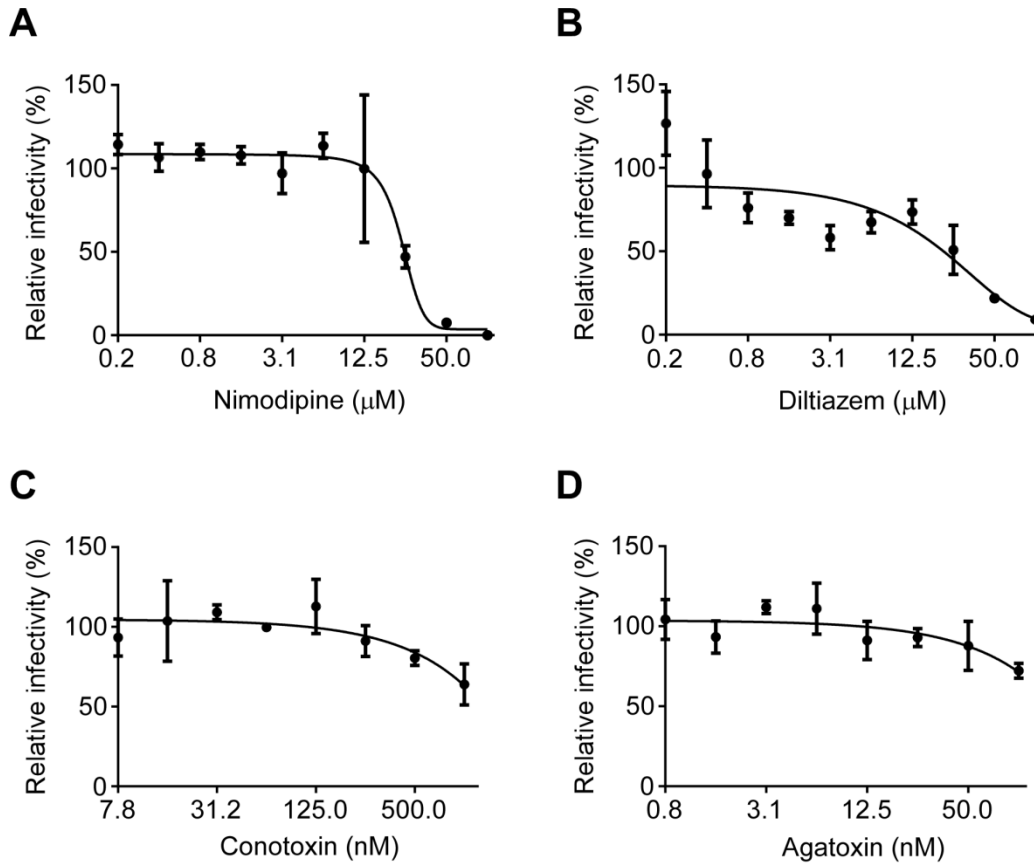 A
Relative infectivity (%)
150
100
50
0
0.2 0.8 3.1 12.5 50.0
Nimodipine (μM)
B
Relative infectivity (%)
150
100
50
0
0.2 0.8 3.1 12.5 50.0
Diltiazem (μM)
C
Relative infectivity (%)
150
100
50
0
7.8 31.2 125.0 500.0
Conotoxin (nM)
D
Relative infectivity (%)
150
100
50
0
0.8 3.1 12.5 50.0
Agatoxin (nM)